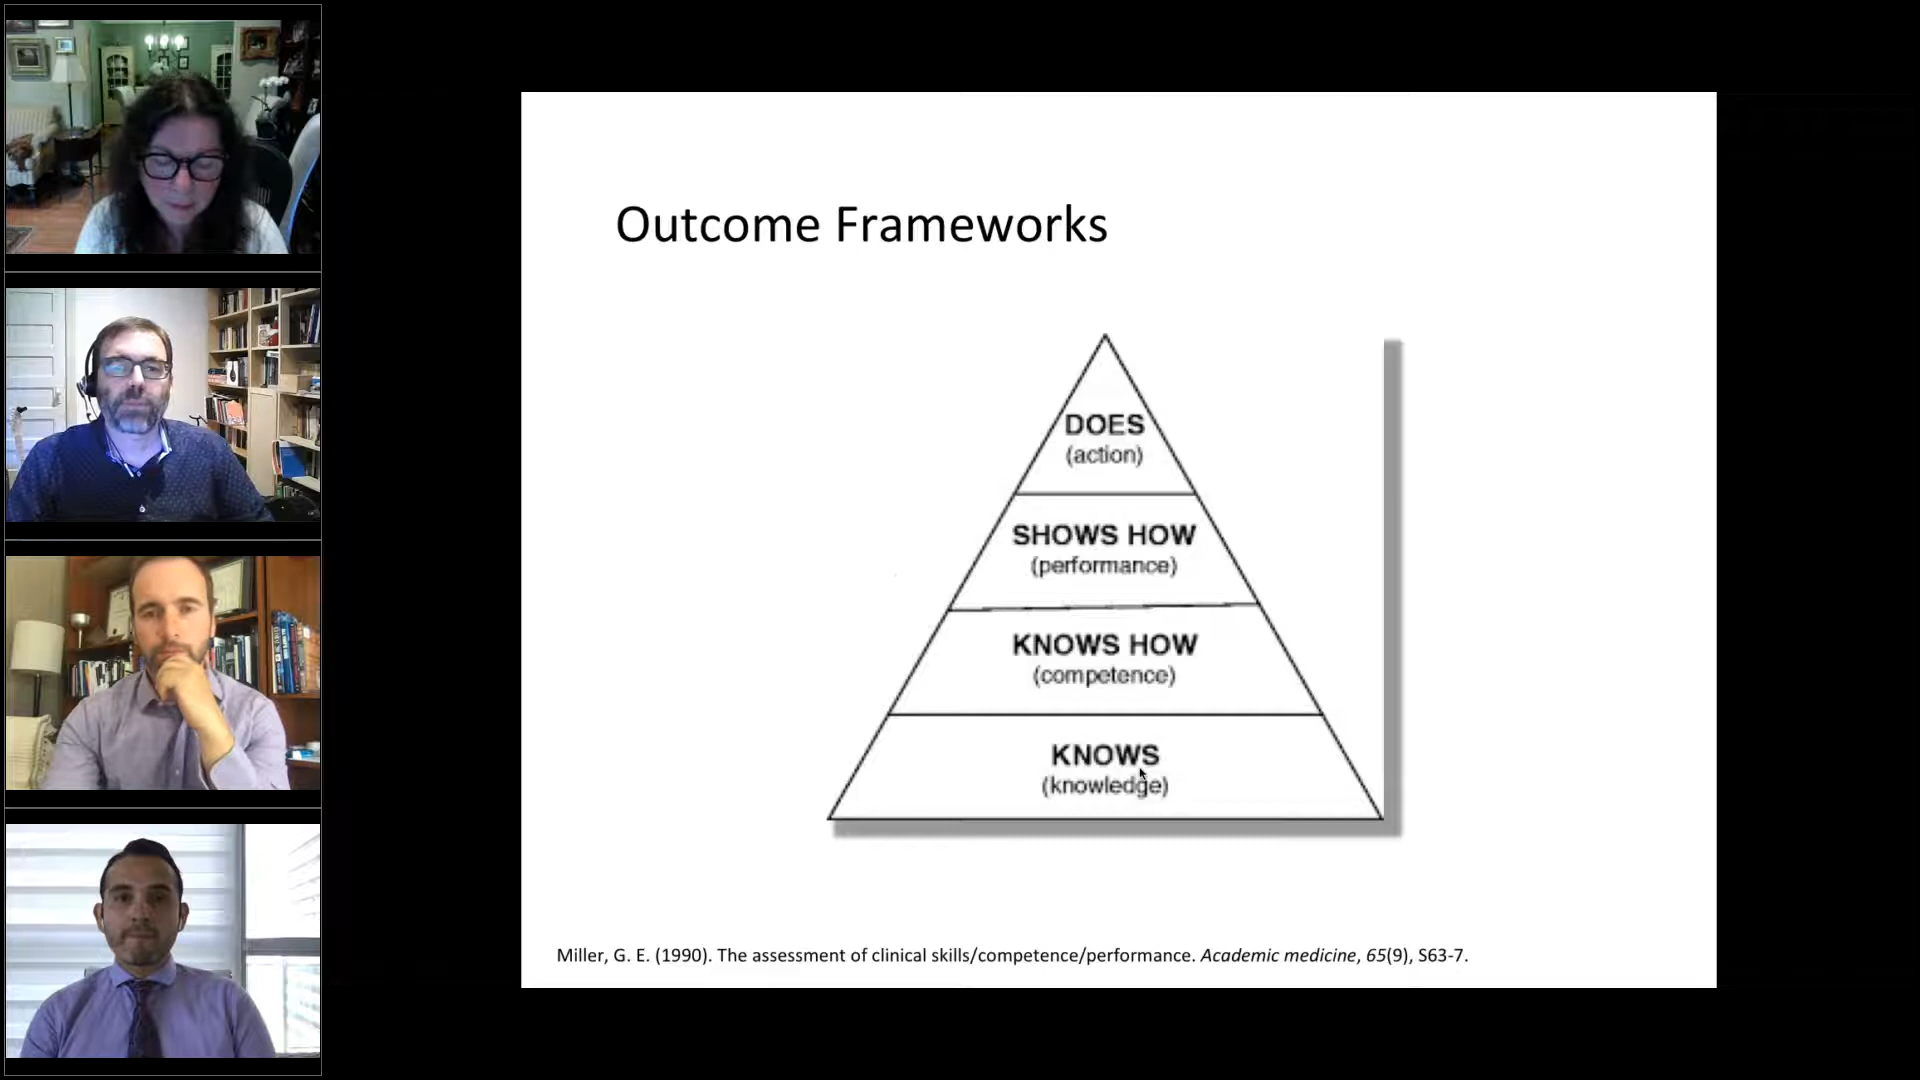 Outcome Frameworks
DOES
(action)
SHOWS HOW
(performance)
KNOWS HOW
(competence)
KNOWS
(knowledge)
Miller, G. E. (1990). The assessment of clinical skills/competence/performance. Academic medicine, 65(9), S63-7.